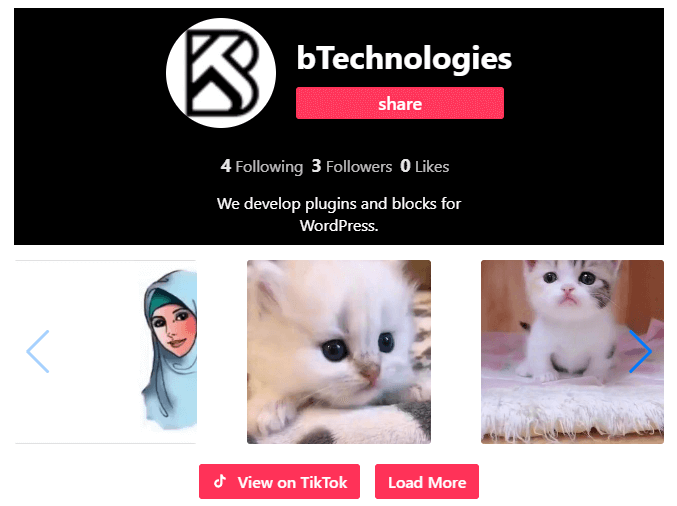 bTechnologies
share
4 Following 3 Followers 0 Likes
We develop plugins and blocks for
WordPress.
View on TikTok
Load More